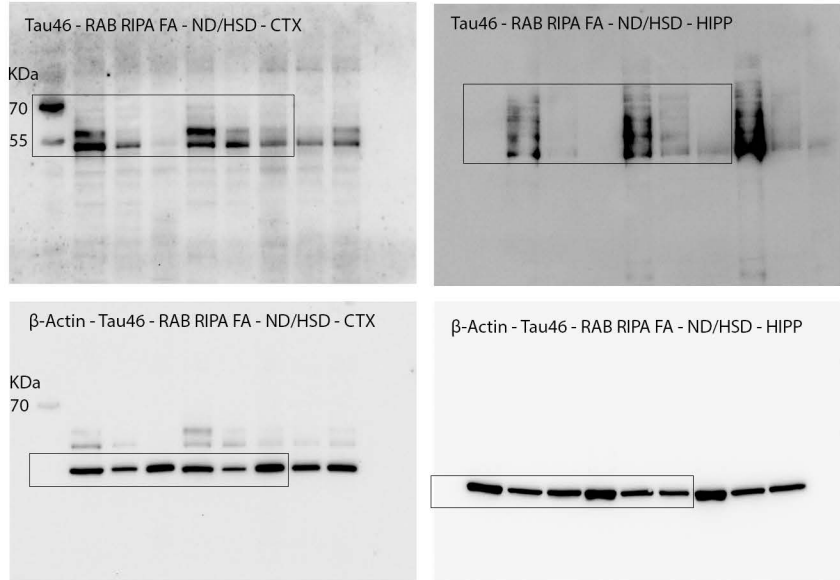 Tau46 - RAB RIPA FA - ND/HSD - CTX
KDa
70
55
Tau46 - RAB RIPA FA - ND/HSD - HIPP
β-Actin - Tau46 - RAB RIPA FA - ND/HSD - CTX
KDa
70
β-Actin - Tau46 - RAB RIPA FA - ND/HSD - HIPP